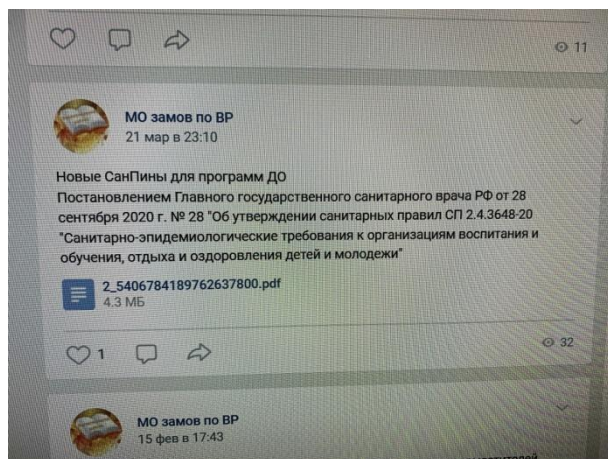 11
МО замов по ВР
21 мар в 23:10
Новые СанПины для программ ДО
Постановлением Главного государственного санитарного врача РФ от 28
сентября 2020 г. № 28 "Об утверждении санитарных правил СП 2.4.3648-20
"Санитарно-эпидемиологические требования к организациям воспитания и
обучения, отдыха и оздоровления детей и молодежи"
2_5406784189762637800.pdf
4.3 МБ
1
32
МО замов по ВР
15 фев в 17:43